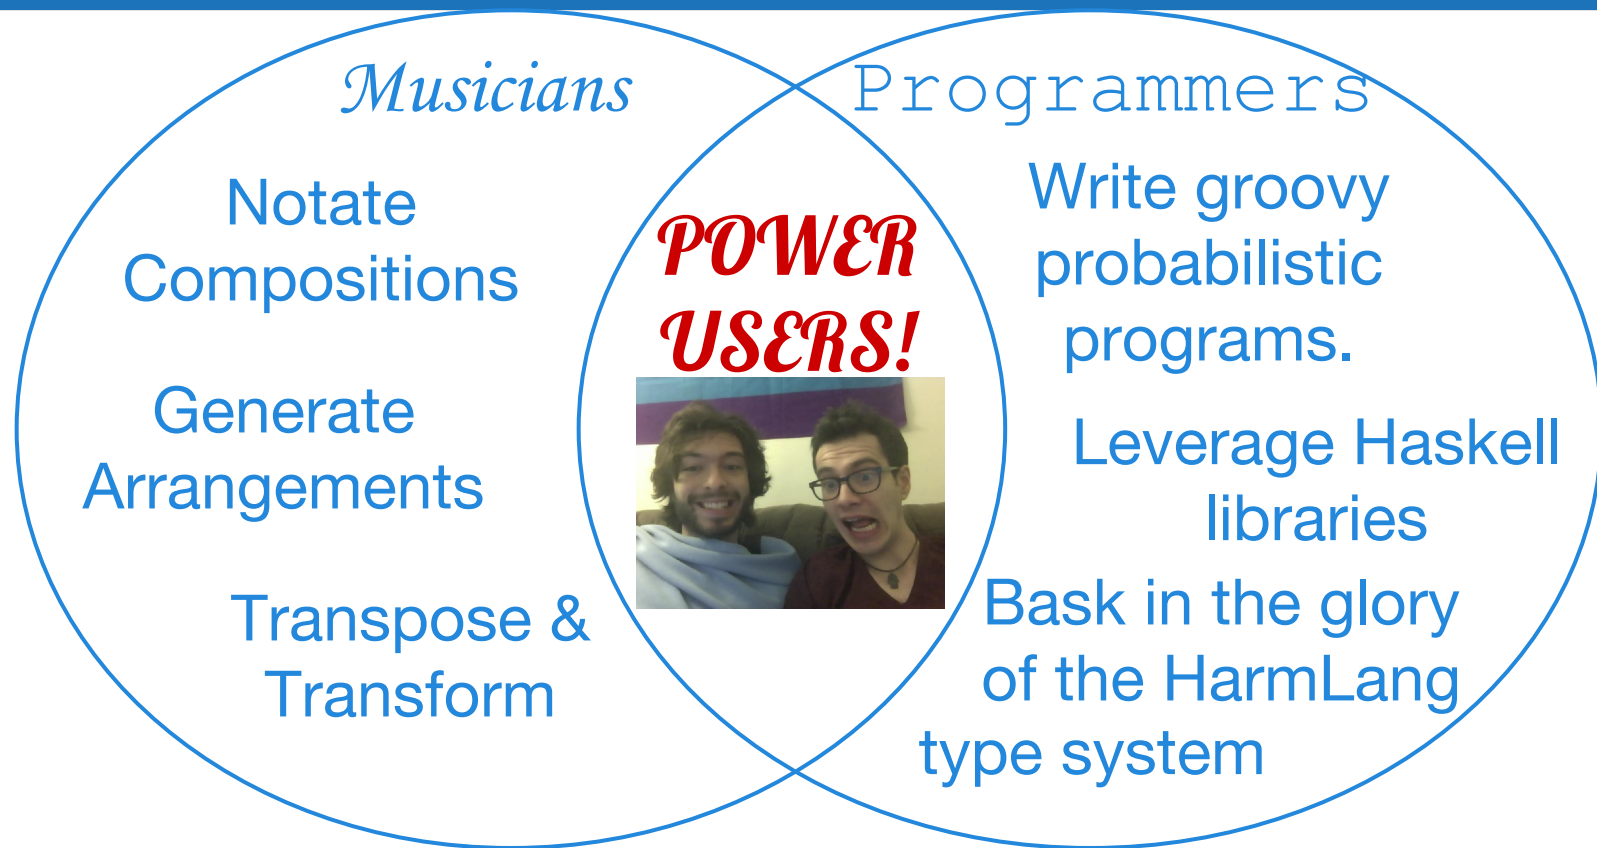 Musicians
Programmers
Notate
Compositions
Generate
Arrangements
Transpose &
Transform
POWER
USERS!
Write groovy
probabilistic
programs.
Leverage Haskell
libraries
Bask in the glory
of the HarmLang
type system